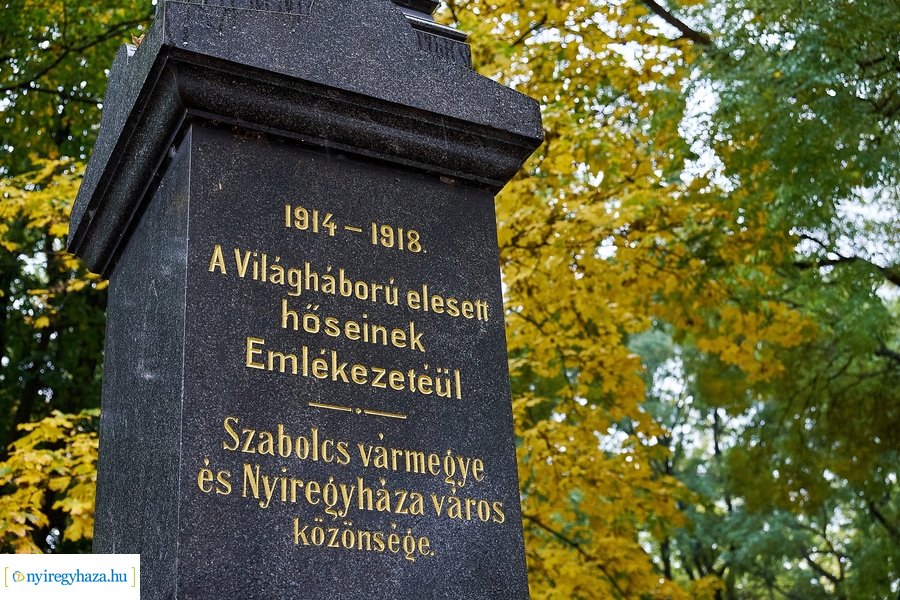 1914 – 1918.
A Világháború elesett
hőseinek
Emlékezetéül
Szabolcs vármegye
és Nyiregyháza város
közönsége.
nyiregyhaza.hu